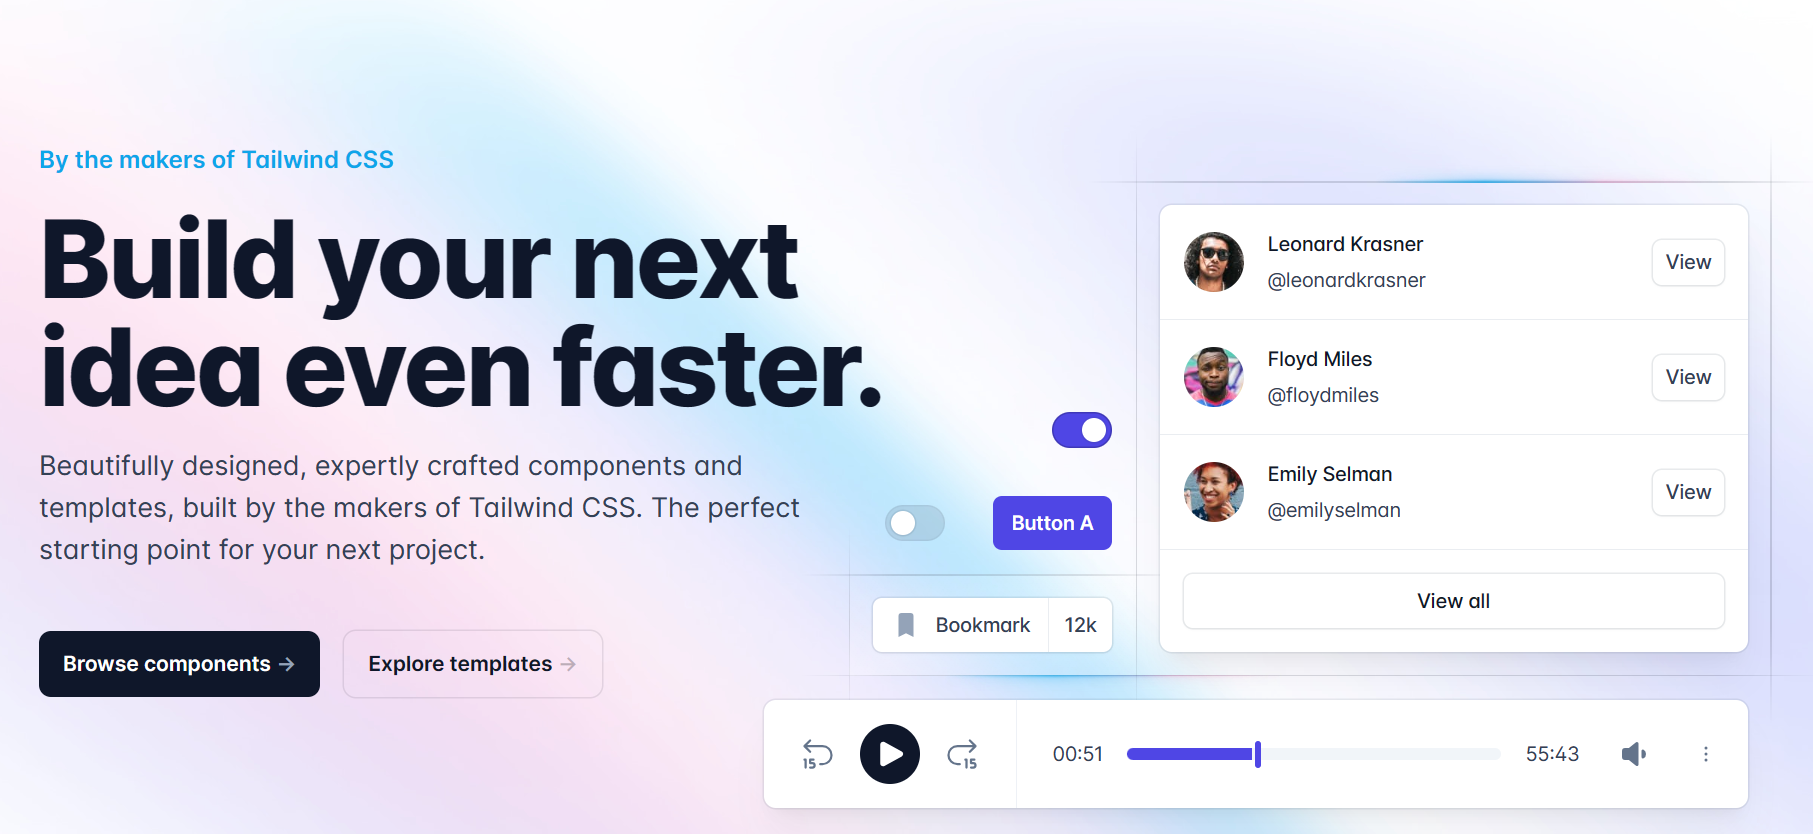 By the makers of Tailwind CSS
Build your next
idea even faster.
Beautifully designed, expertly crafted components and
templates, built by the makers of Tailwind CSS. The perfect
starting point for your next project.
Browse components →
Explore templates →
Leonard Krasner
@leonardkrasner
View
Floyd Miles
@floydmiles
View
Emily Selman
@emilyselman
View
View all
Button A
Bookmark
12k
15
15
00:51
55:43